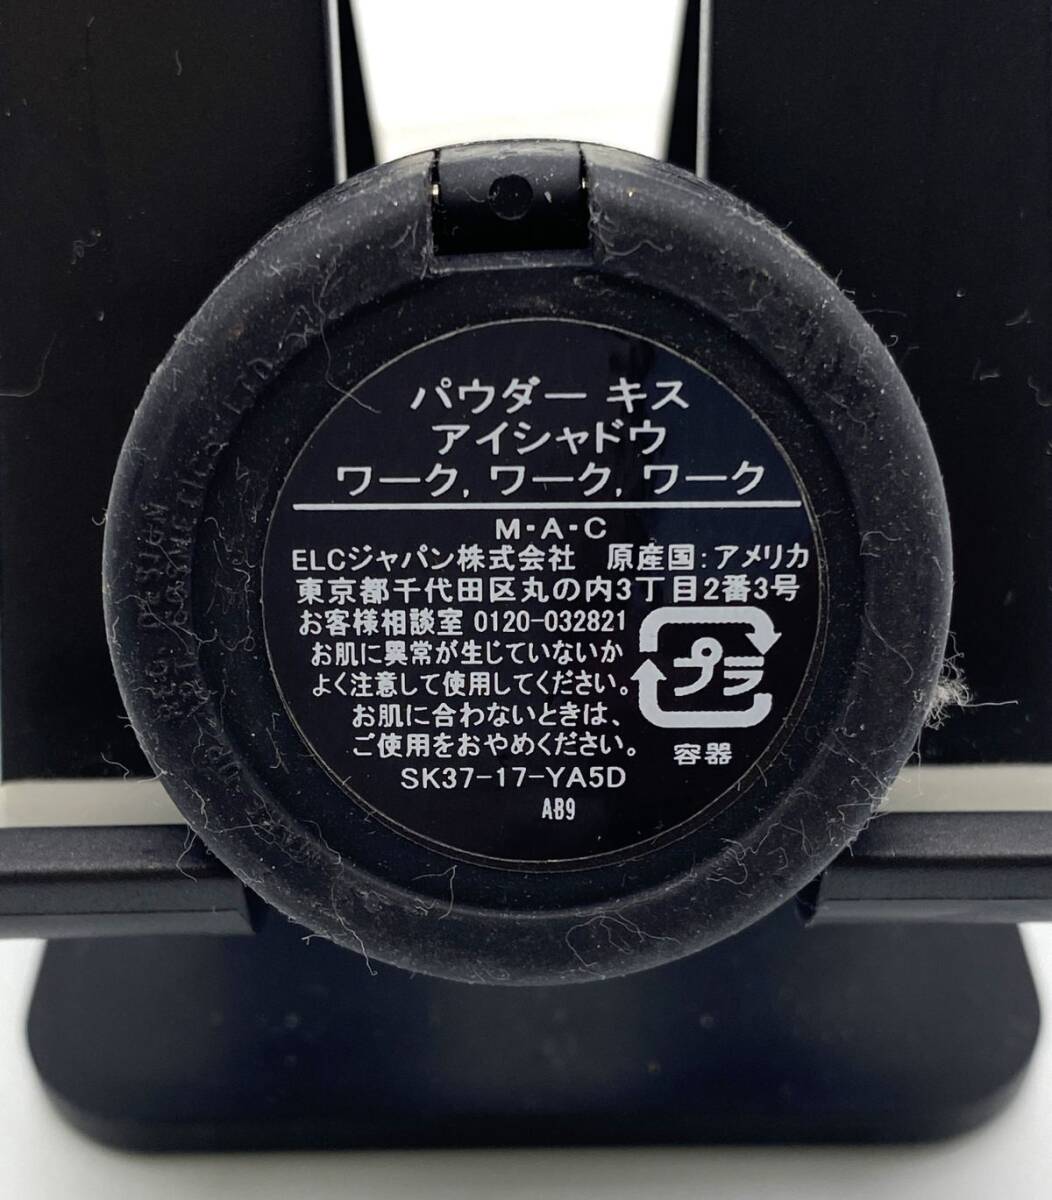 パウダー キス
アイシャドウ
ワーク, ワーク, ワーク
M・A・C
ELCジャパン株式会社　原産国:アメリカ
東京都千代田区丸の内3丁目2番3号
お客様相談室 0120-032821
お肌に異常が生じていないか
よく注意して使用してください。
お肌に合わないときは、
ご使用をおやめください。
プラ
容器
SK37-17-YA5D
AB9